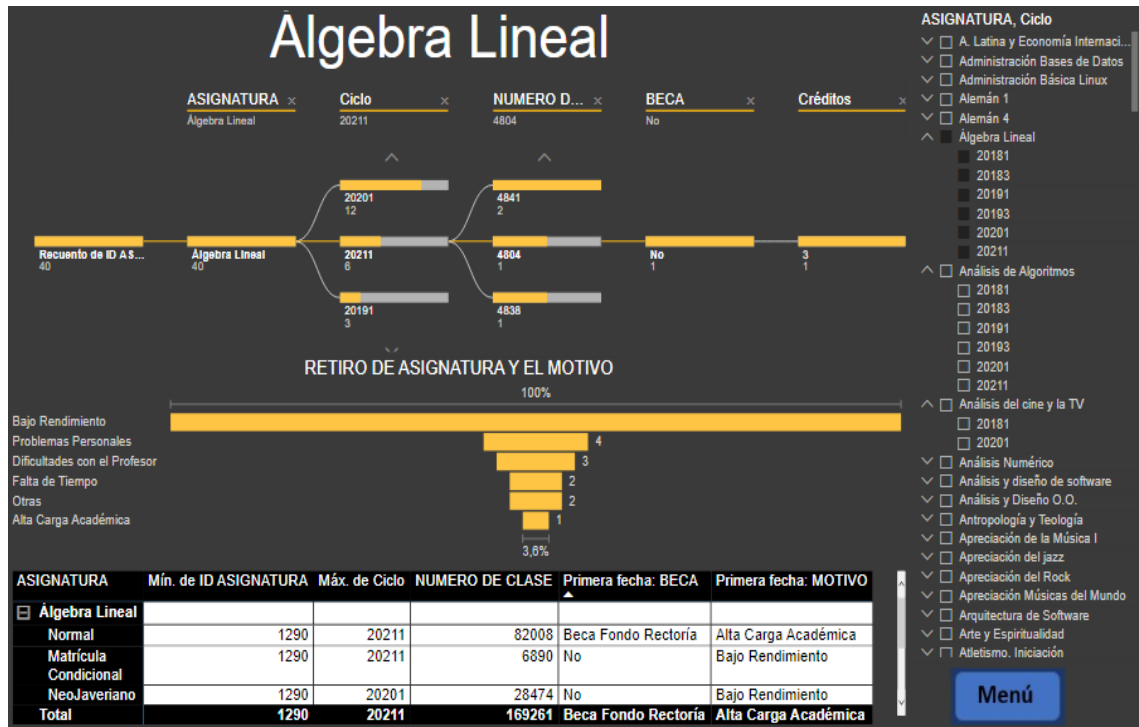 Álgebra Lineal
ASIGNATURA ×
Álgebra Lineal
Ciclo ×
20211
NUMERO D... ×
4804
BECA ×
No
Créditos ×
Recuento de ID AS...
40
Álgebra Lineal
40
20201
12
20211
6
20191
3
4841
2
4804
1
4838
1
No
1
3
1
RETIRO DE ASIGNATURA Y EL MOTIVO
100%
Bajo Rendimiento
Problemas Personales 4
Dificultades con el Profesor 3
Falta de Tiempo 2
Otras 2
Alta Carga Académica 1
3,6%
ASIGNATURA Mín. de ID ASIGNATURA Máx. de Ciclo NUMERO DE CLASE Primera fecha: BECA Primera fecha: MOTIVO
Álgebra Lineal
Normal 1290 20211 82008 Beca Fondo Rectoría Alta Carga Académica
Matrícula
Condicional 1290 20211 6890 No Bajo Rendimiento
NeoJaveriano 1290 20201 28474 No Bajo Rendimiento
Total 1290 20211 169261 Beca Fondo Rectoría Alta Carga Académica
ASIGNATURA, Ciclo
A. Latina y Economía Internaci...
Administración Bases de Datos
Administración Básica Linux
Alemán 1
Alemán 4
Álgebra Lineal
20181
20183
20191
20193
20201
20211
Análisis de Algoritmos
20181
20183
20191
20193
20201
20211
Análisis del cine y la TV
20181
20201
Análisis Numérico
Análisis y diseño de software
Análisis y Diseño O.O.
Antropología y Teología
Apreciación de la Música I
Apreciación del jazz
Apreciación del Rock
Apreciación Músicas del Mundo
Arquitectura de Software
Arte y Espiritualidad
Atletismo. Iniciación
Menú